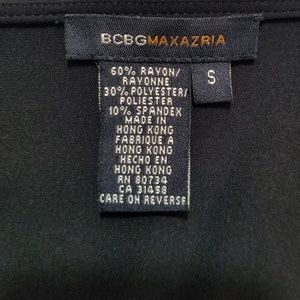 BCBGMAXAZRIA
S
60% RAYON/
RAYONNE
30% POLYESTER/
POLIESTER
10% SPANDEX
MADE IN
HONG KONG
FABRIQUE A
HONG KONG
HECHO EN
HONG KONG
RN 80734
CA 31458
CARE ON REVERSE